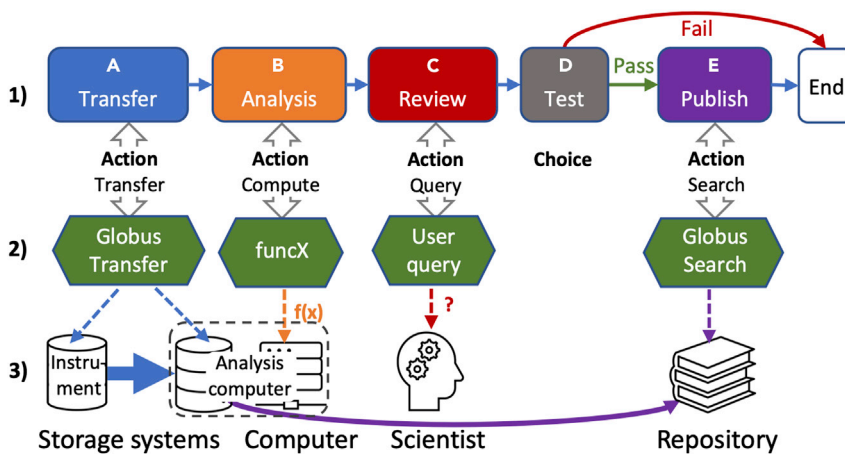 Fail
A B C D Pass E
1) Transfer Analysis Review Test Publish End
Action Action Action Choice Action
Transfer Compute Query Search
2) Globus Transfer funcX User query Globus Search
f(x) ?
3) Instru-ment Analysis computer
Storage systems Computer Scientist Repository